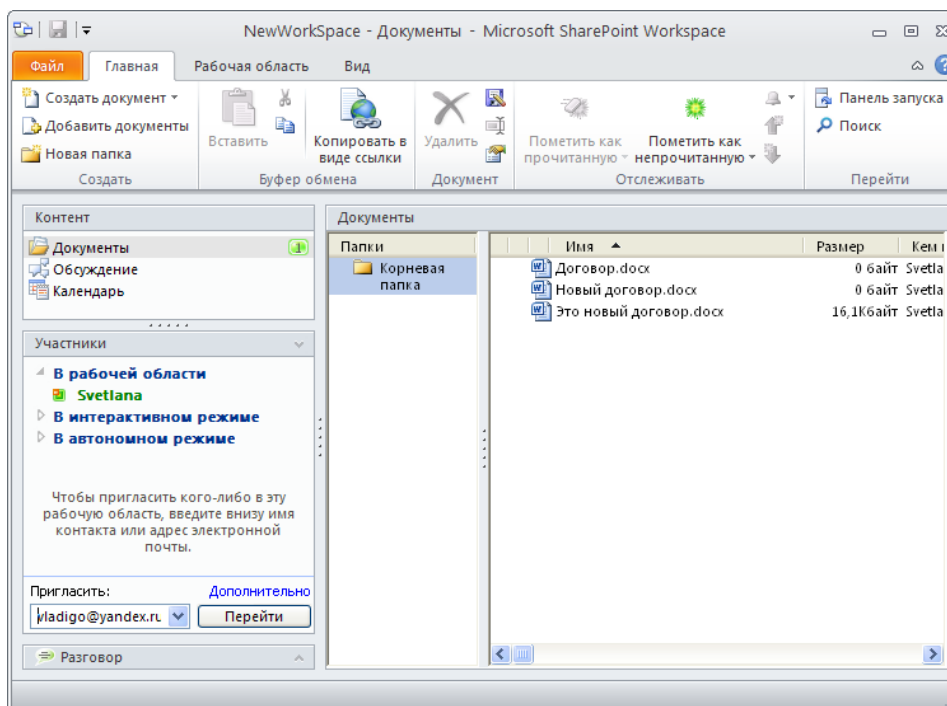 NewWorkSpace - Документы - Microsoft SharePoint Workspace
Файл Главная Рабочая область Вид
Создать документ
Добавить документы
Новая папка
Создать
Вставить
Копировать в
виде ссылки
Буфер обмена
Удалить
Документ
Пометить как
прочитанную
Пометить как
непрочитанную
Отслеживать
Панель запуска
Поиск
Перейти
Контент
Документы 1
Обсуждение
Календарь
Участники
В рабочей области
Svetlana
В интерактивном режиме
В автономном режиме
Чтобы пригласить кого-либо в эту
рабочую область, введите внизу имя
контакта или адрес электронной
почты.
Пригласить: Дополнительно
vladigo@yandex.ru Перейти
Разговор
Документы
Папки
Корневая
папка
Имя Размер Кем
Договор.docx 0 байт Svetla
Новый договор.docx 0 байт Svetla
Это новый договор.docx 16,1Кбайт Svetla